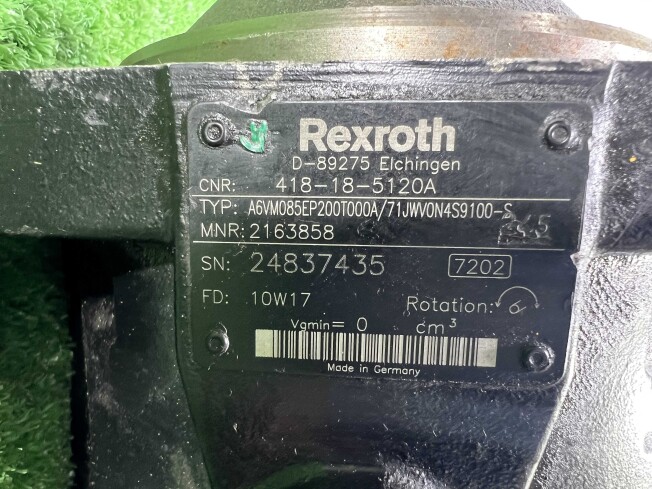 Rexroth
D-89275 Elchingen
CNR: 418-18-5120A
TYP: A6VM085EP200T000A/71JWV0N4S9100-S
MNR: 2163858
SN: 24837435 7202
FD: 10W17 Rotation:
Vgmin= 0 cm³
Made in Germany